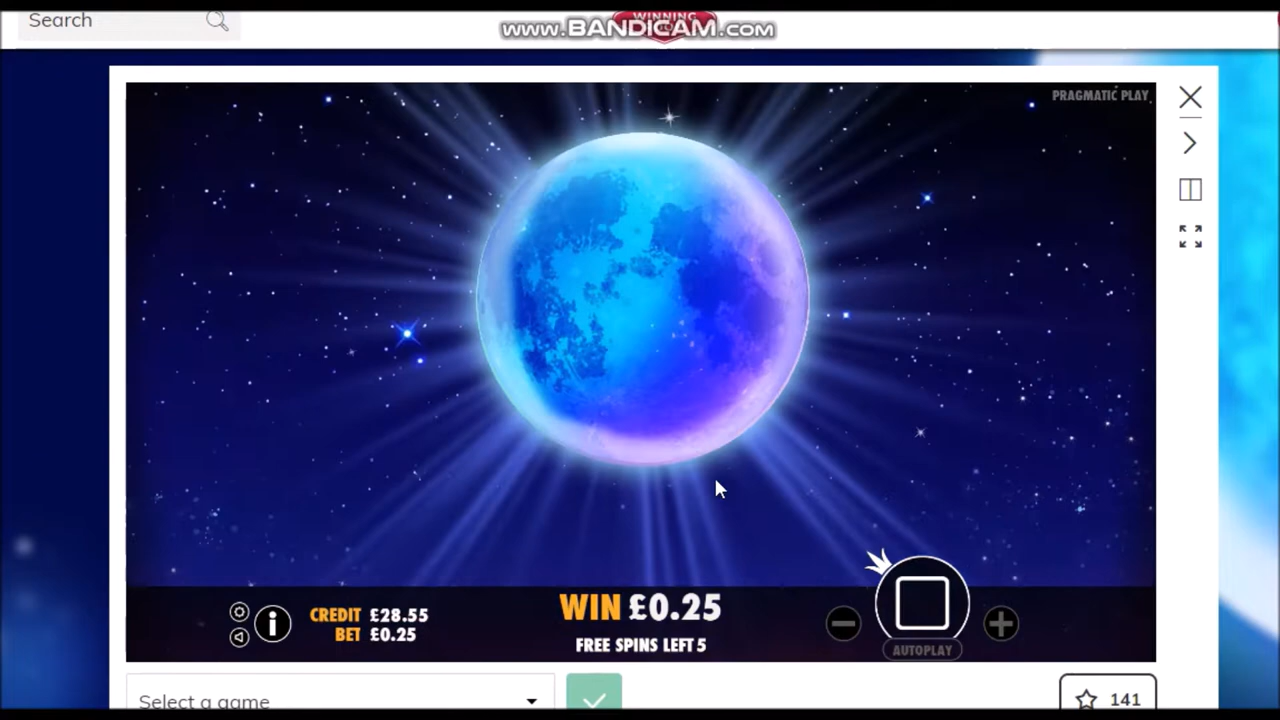 Search
WINNING
www.BANDICAM.com
PRAGMATIC PLAY
CREDIT £28.55
BET £0.25
WIN £0.25
FREE SPINS LEFT 5
AUTOPLAY
Select a game
141